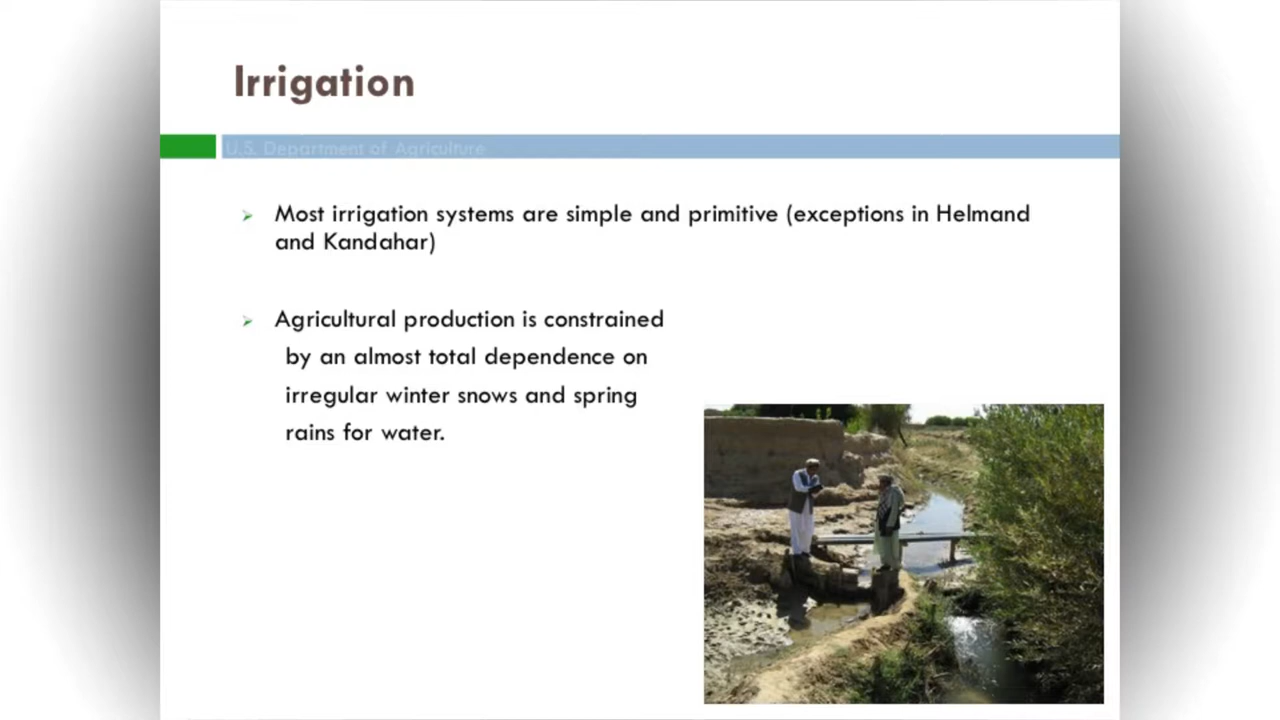 Irrigation
U.S. Department of Agriculture
Most irrigation systems are simple and primitive (exceptions in Helmand
and Kandahar)
Agricultural production is constrained
by an almost total dependence on
irregular winter snows and spring
rains for water.